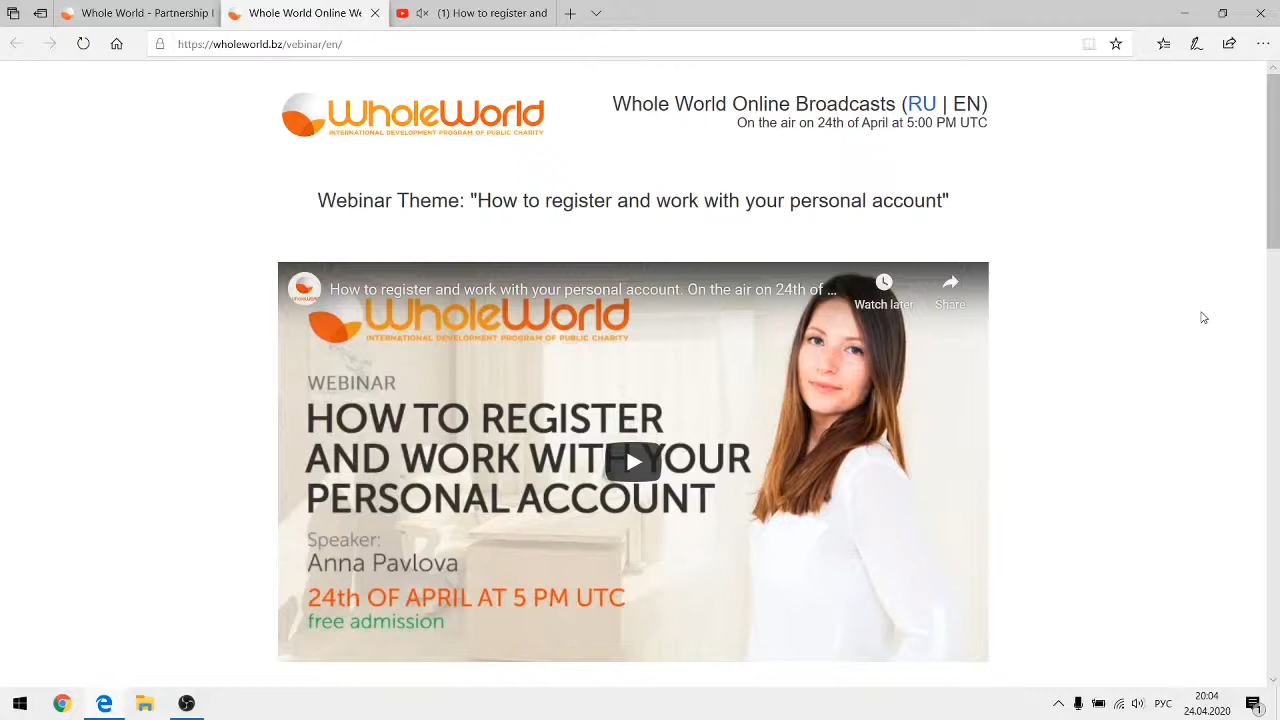 Whole World - Partnership I
Whole World Online We
(1) How to register and
https://wholeworld.bz/vebinar/en/
WholeWorld
INTERNATIONAL DEVELOPMENT PROGRAM OF PUBLIC CHARITY
Whole World Online Broadcasts (RU | EN)
On the air on 24th of April at 5:00 PM UTC
Webinar Theme: "How to register and work with your personal account"
How to register and work with your personal account. On the air on 24th of ...
Watch later
Share
WholeWorld
INTERNATIONAL DEVELOPMENT PROGRAM OF PUBLIC CHARITY
WEBINAR
HOW TO REGISTER
AND WORK WITH YOUR
PERSONAL ACCOUNT
Speaker:
Anna Pavlova
24th OF APRIL AT 5 PM UTC
free admission
РУС
20:04
24.04.2020